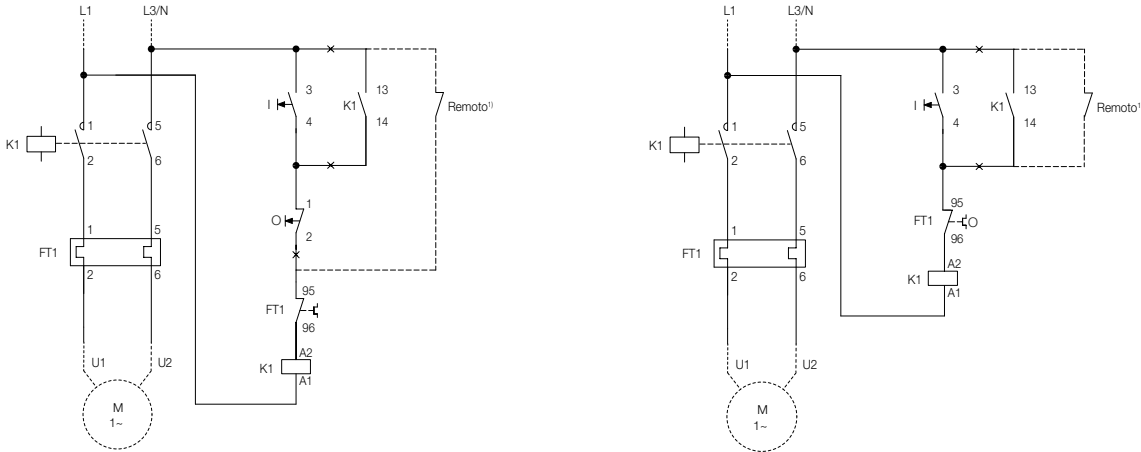 L1 L3/N
3 13
I K1 Remoto¹⁾
4 14
1 5
K1
2 6
1
O
2
1 5
FT1
2 6
95
FT1
96
A2
K1
A1
U1 U2
M
1~
L1 L3/N
3 13
I K1 Remoto¹
4 14
1 5
K1
2 6
95
FT1 O
96
1 5
FT1
2 6
A2
K1
A1
U1 U2
M
1~